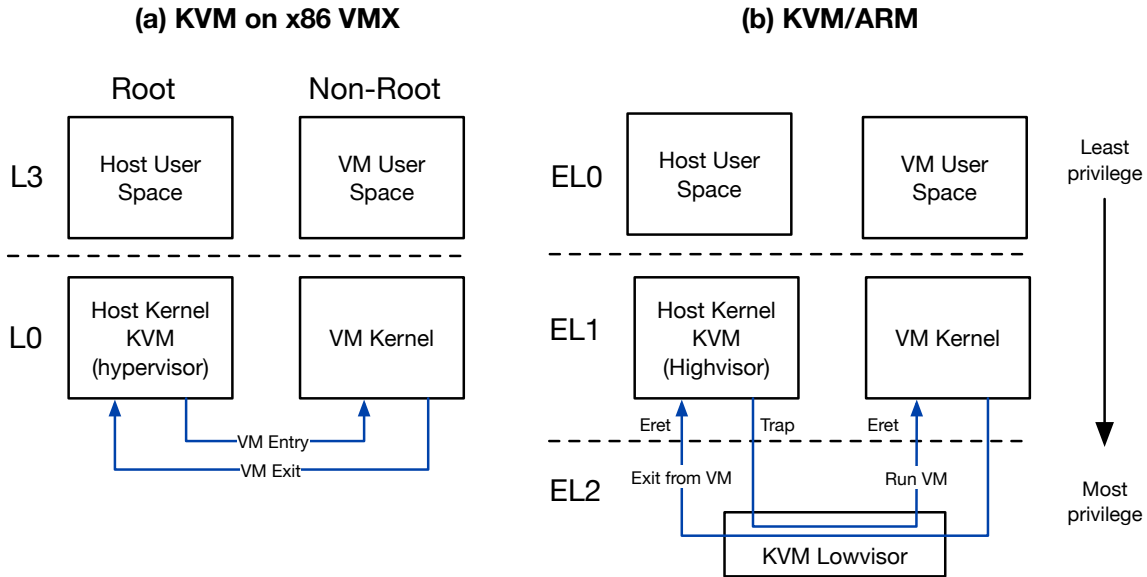 (a) KVM on x86 VMX
Root
Non-Root
L3
Host User
Space
VM User
Space
L0
Host Kernel
KVM
(hypervisor)
VM Kernel
VM Entry
VM Exit
(b) KVM/ARM
EL0
Host User
Space
VM User
Space
EL1
Host Kernel
KVM
(Highvisor)
VM Kernel
Eret
Trap
Eret
EL2
Exit from VM
Run VM
KVM Lowvisor
Least
privilege
Most
privilege